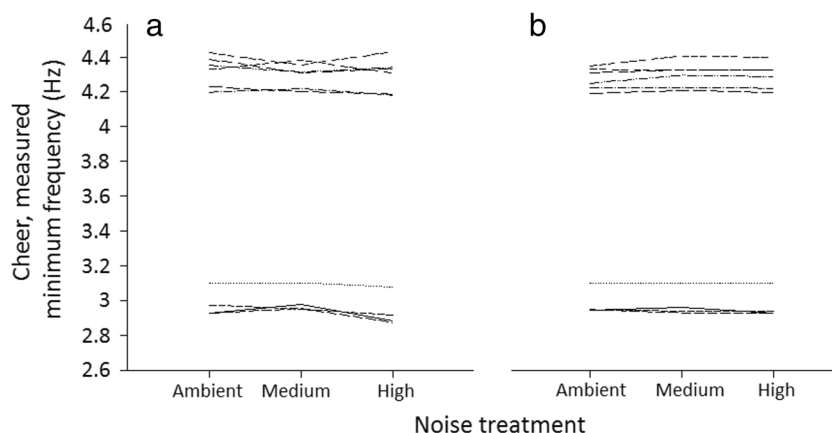 a
b
Cheer, measured
minimum frequency (Hz)
4.6
4.4
4.2
4
3.8
3.6
3.4
3.2
3
2.8
2.6
Ambient Medium High
Ambient Medium High
Noise treatment